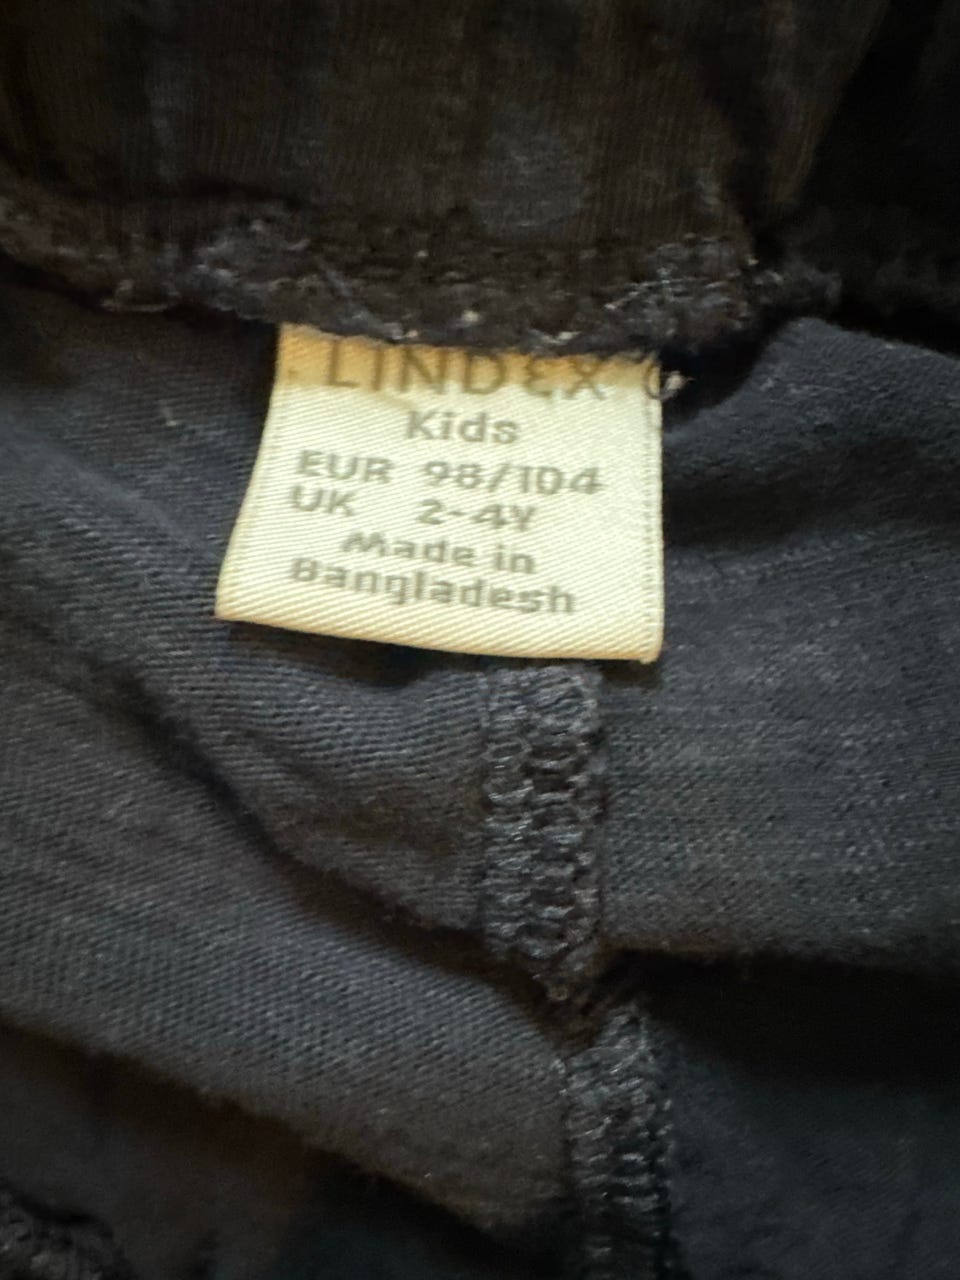 LINDEX
Kids
EUR 98/104
UK 2-4Y
Made in
Bangladesh